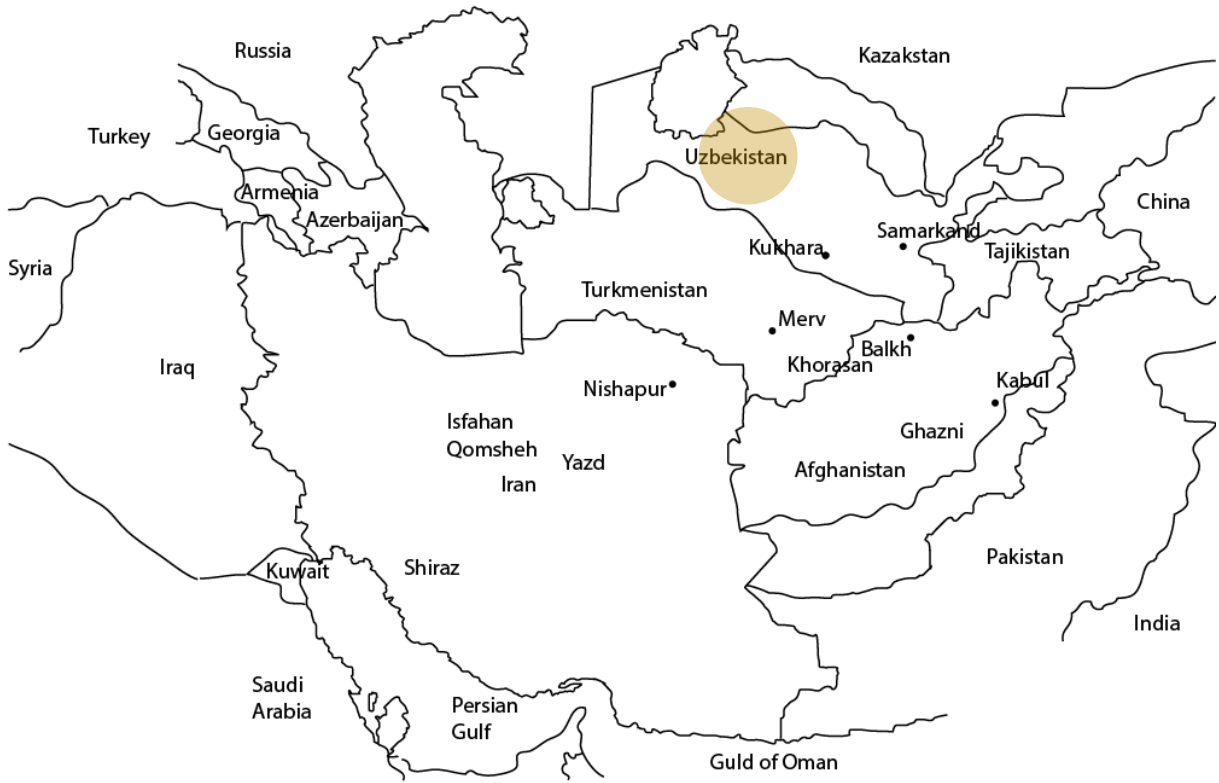 Russia
Kazakstan
Turkey
Georgia
Uzbekistan
Armenia
Azerbaijan
China
Samarkand
Kukhara
Tajikistan
Syria
Turkmenistan
Merv
Balkh
Iraq
Khorasan
Nishapur
Kabul
Isfahan
Qomsheh
Ghazni
Yazd
Afghanistan
Iran
Pakistan
Shiraz
Kuwait
India
Saudi
Arabia
Persian
Gulf
Guld of Oman